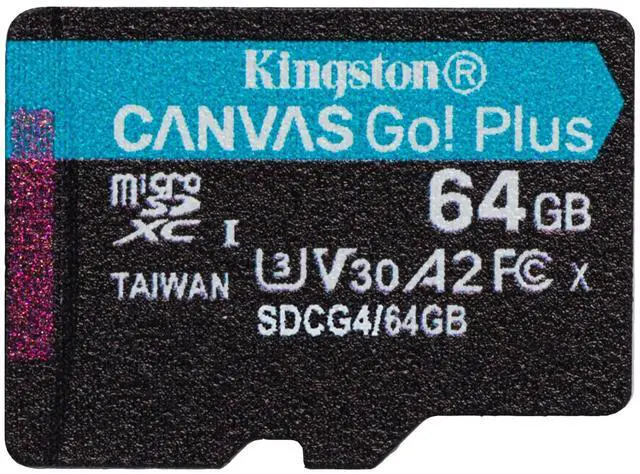 Kingston®
CANVAS Go! Plus
micro SD XC I
64GB
TAIWAN
U3 V30 A2 FC X
SDCG4/64GB